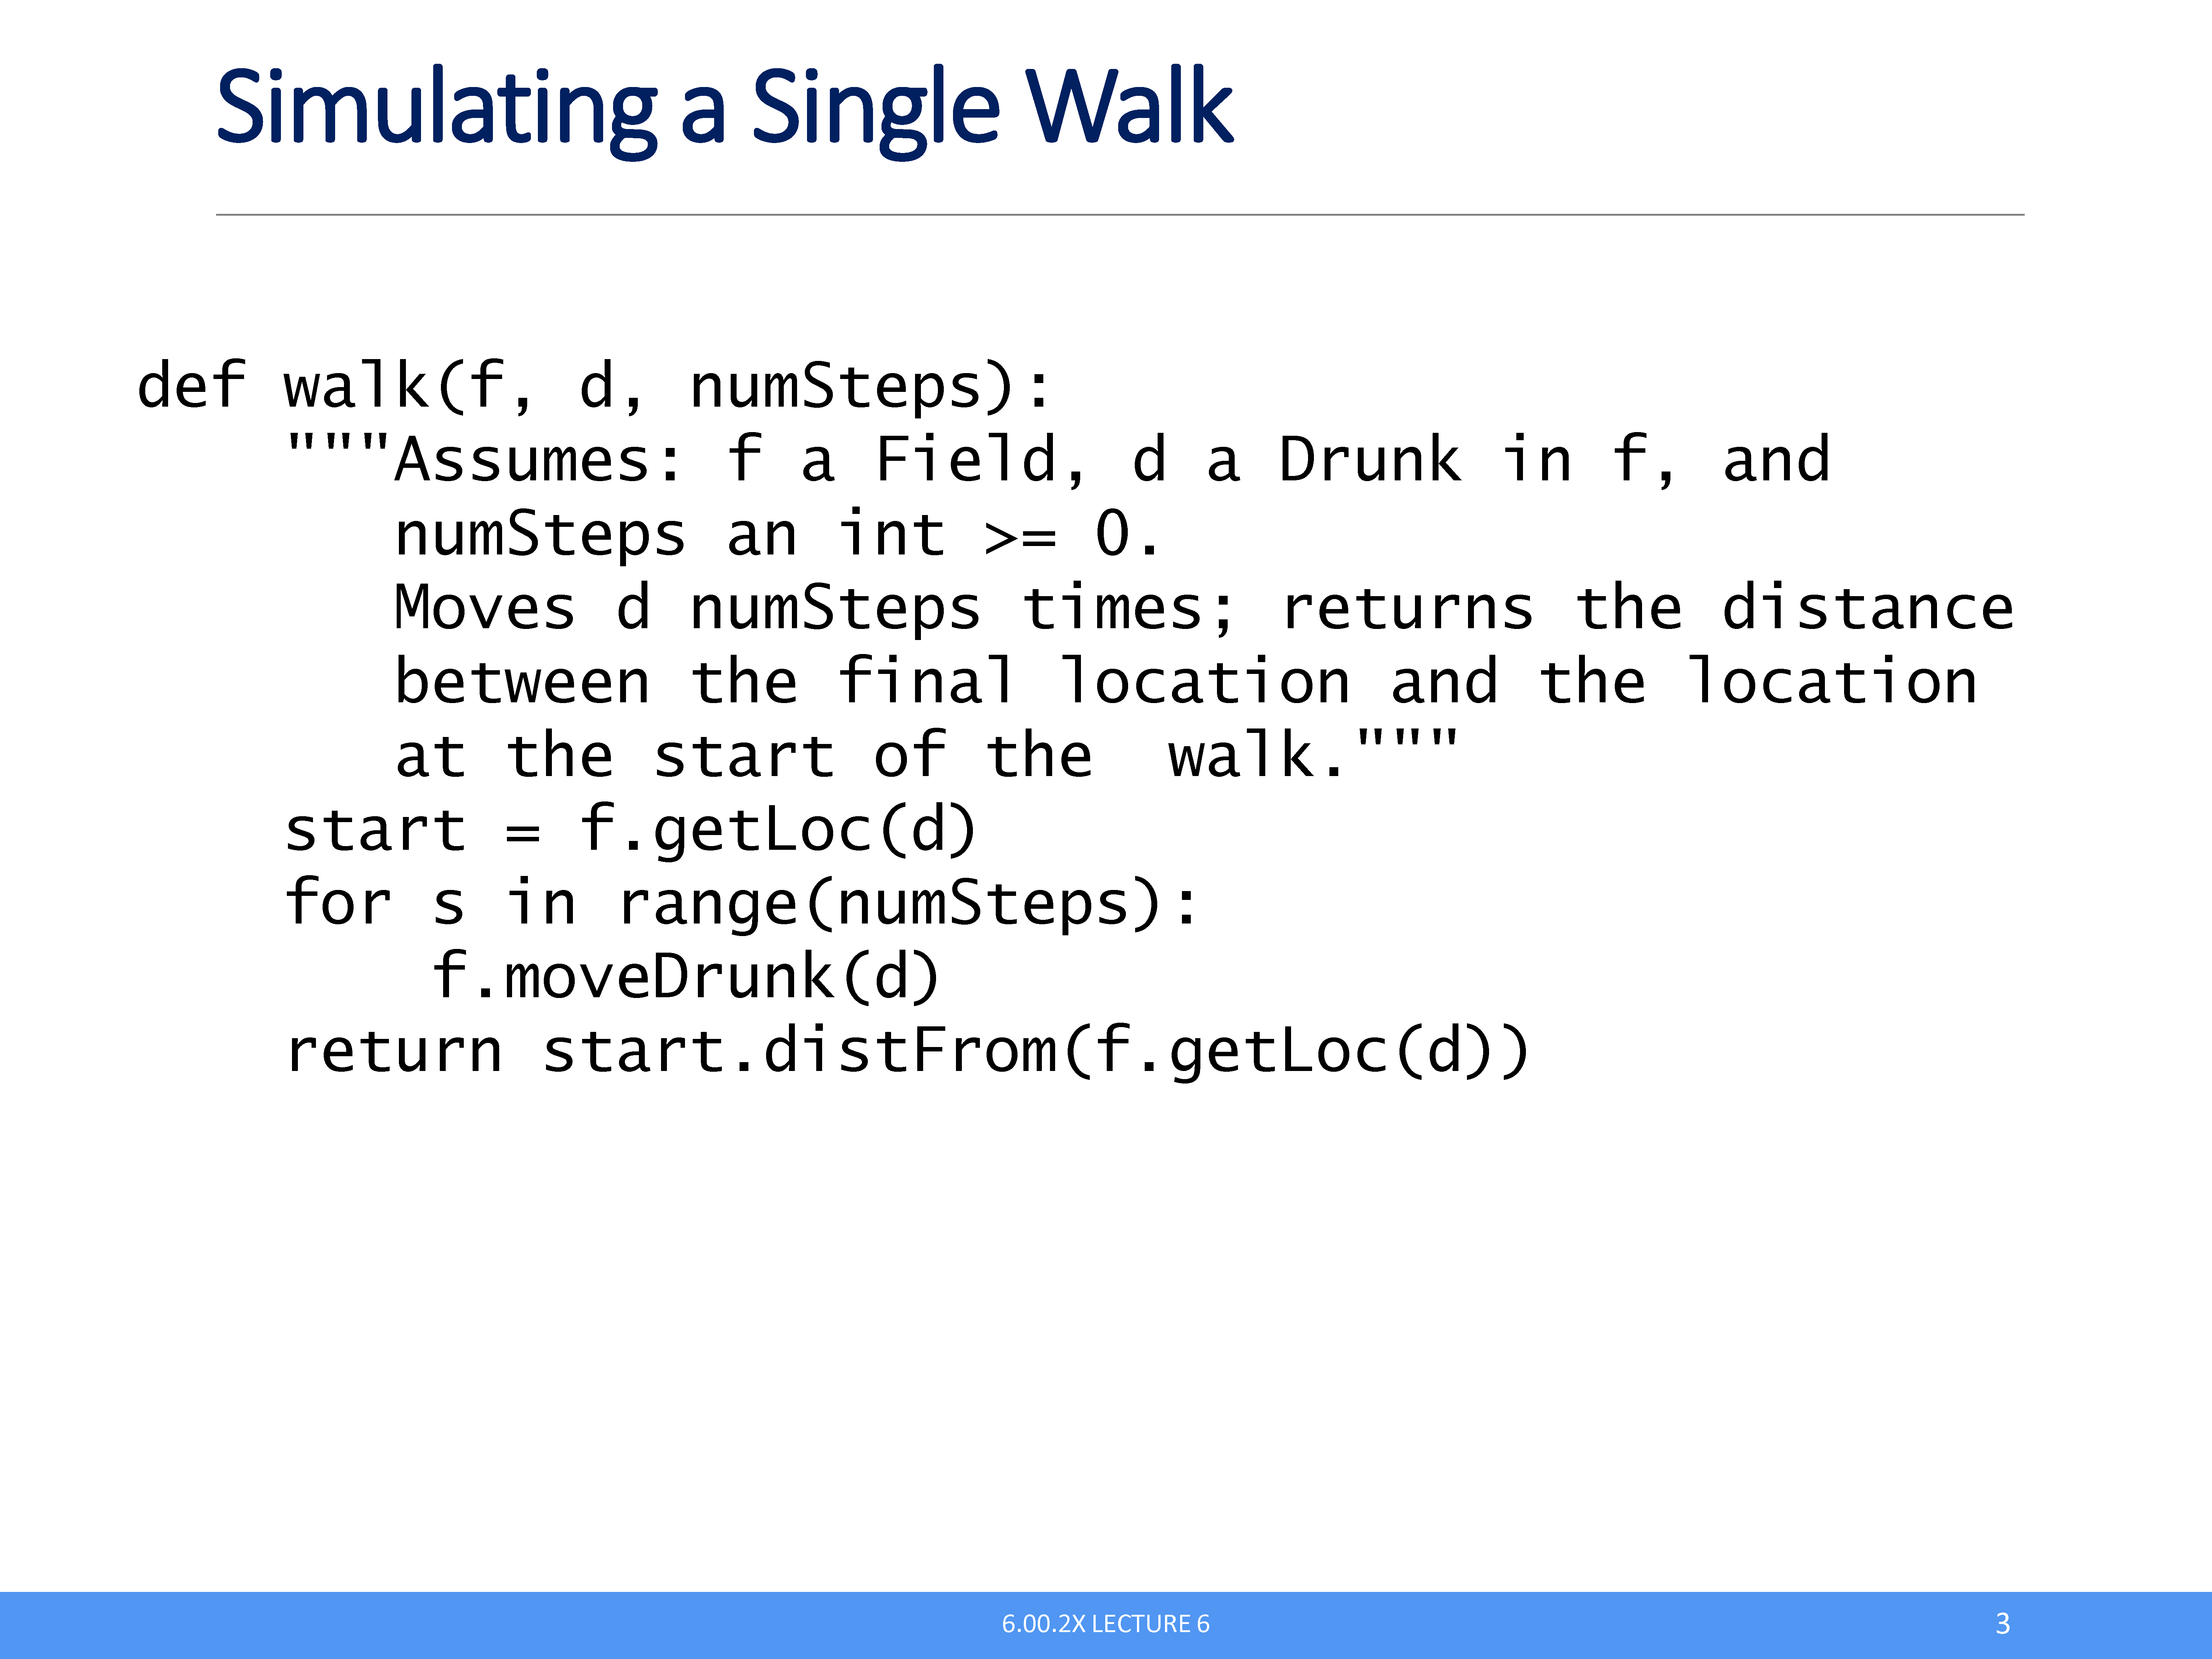 Simulating a Single Walk
def walk(f, d, numSteps):
    """Assumes: f a Field, d a Drunk in f, and
       numSteps an int >= 0.
       Moves d numSteps times; returns the distance
       between the final location and the location
       at the start of the  walk."""
    start = f.getLoc(d)
    for s in range(numSteps):
        f.moveDrunk(d)
    return start.distFrom(f.getLoc(d))
6.00.2X LECTURE 6
3